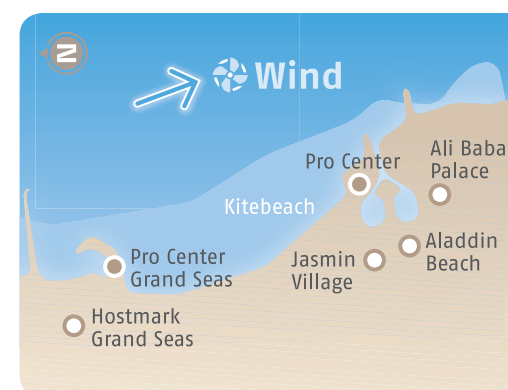 N
Wind
Ali Baba
Palace
Pro Center
Kitebeach
Aladdin
Beach
Pro Center
Grand Seas
Jasmin
Village
Hostmark
Grand Seas